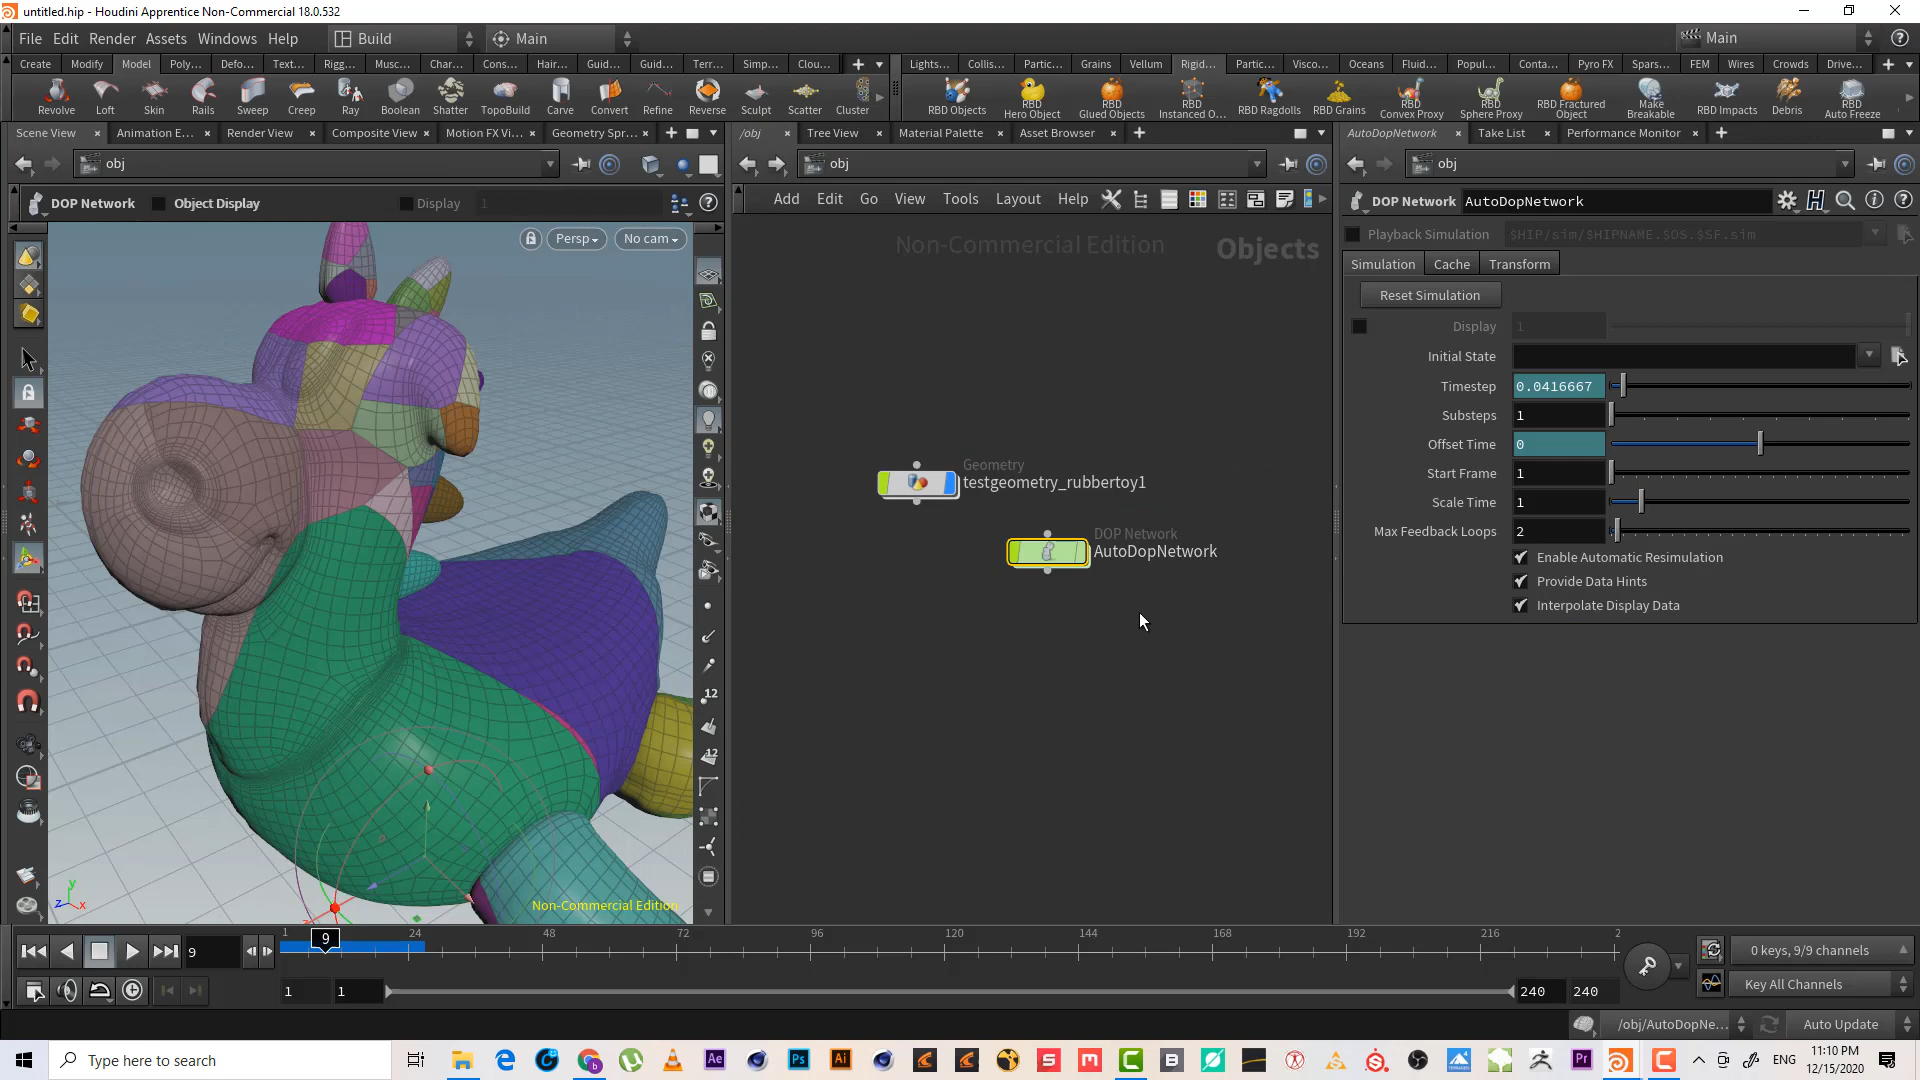 untitled.hip - Houdini Apprentice Non-Commercial 18.0.532
File Edit Render Assets Windows Help Build Main Main
Create Modify Model Poly... Defo... Text... Rigg... Musc... Char... Cons... Hair... Guid... Guid... Terr... Simp... Clou...
Lights... Collis... Partic... Grains Vellum Rigid... Partic... Visco... Oceans Fluid... Popul... Conta... Pyro FX Spars... FEM Wires Crowds Drive...
Revolve Loft Skin Rails Sweep Creep Ray Boolean Shatter TopoBuild Carve Convert Refine Reverse Sculpt Scatter Cluster
RBD Objects RBD Hero Object RBD Glued Objects RBD Instanced O... RBD Ragdolls RBD Grains RBD Convex Proxy RBD Sphere Proxy RBD Fractured Object Make Breakable RBD Impacts Debris RBD Auto Freeze
Scene View Animation E... Render View Composite View Motion FX Vi... Geometry Spr...
/obj Tree View Material Palette Asset Browser
AutoDopNetwork Take List Performance Monitor
obj
obj
obj
DOP Network Object Display Display 1
Add Edit Go View Tools Layout Help
DOP Network AutoDopNetwork
Playback Simulation $HIP/sim/$HIPNAME.$OS.$SF.sim
Persp No cam
Non-Commercial Edition Objects
Simulation Cache Transform
Reset Simulation
Display 1
Initial State
Timestep 0.0416667
Substeps 1
Offset Time 0
Start Frame 1
Scale Time 1
Max Feedback Loops 2
Enable Automatic Resimulation
Provide Data Hints
Interpolate Display Data
Geometry
testgeometry_rubbertoy1
DOP Network
AutoDopNetwork
12
12
y
z x
Non-Commercial Edition
9 1 9 24 48 72 96 120 144 168 192 216 2
0 keys, 9/9 channels
1 1 240 240 Key All Channels
/obj/AutoDopNe... Auto Update
Type here to search
Ae Ps Ai S M B Pr
ENG
11:10 PM
12/15/2020